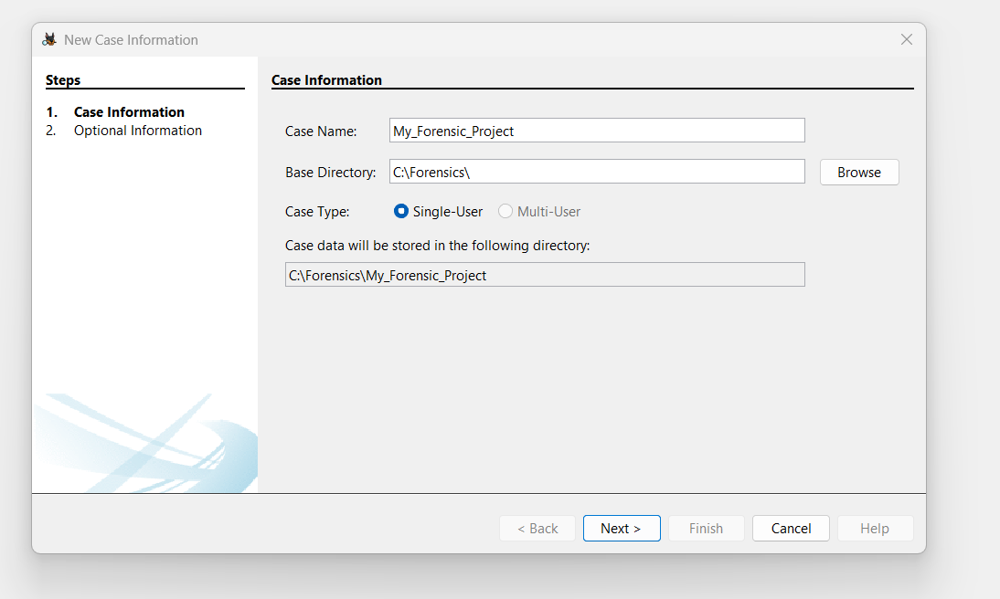 New Case Information
Steps
1. Case Information
2. Optional Information
Case Information
Case Name: My_Forensic_Project
Base Directory: C:\Forensics\ Browse
Case Type: Single-User Multi-User
Case data will be stored in the following directory:
C:\Forensics\My_Forensic_Project
< Back Next > Finish Cancel Help